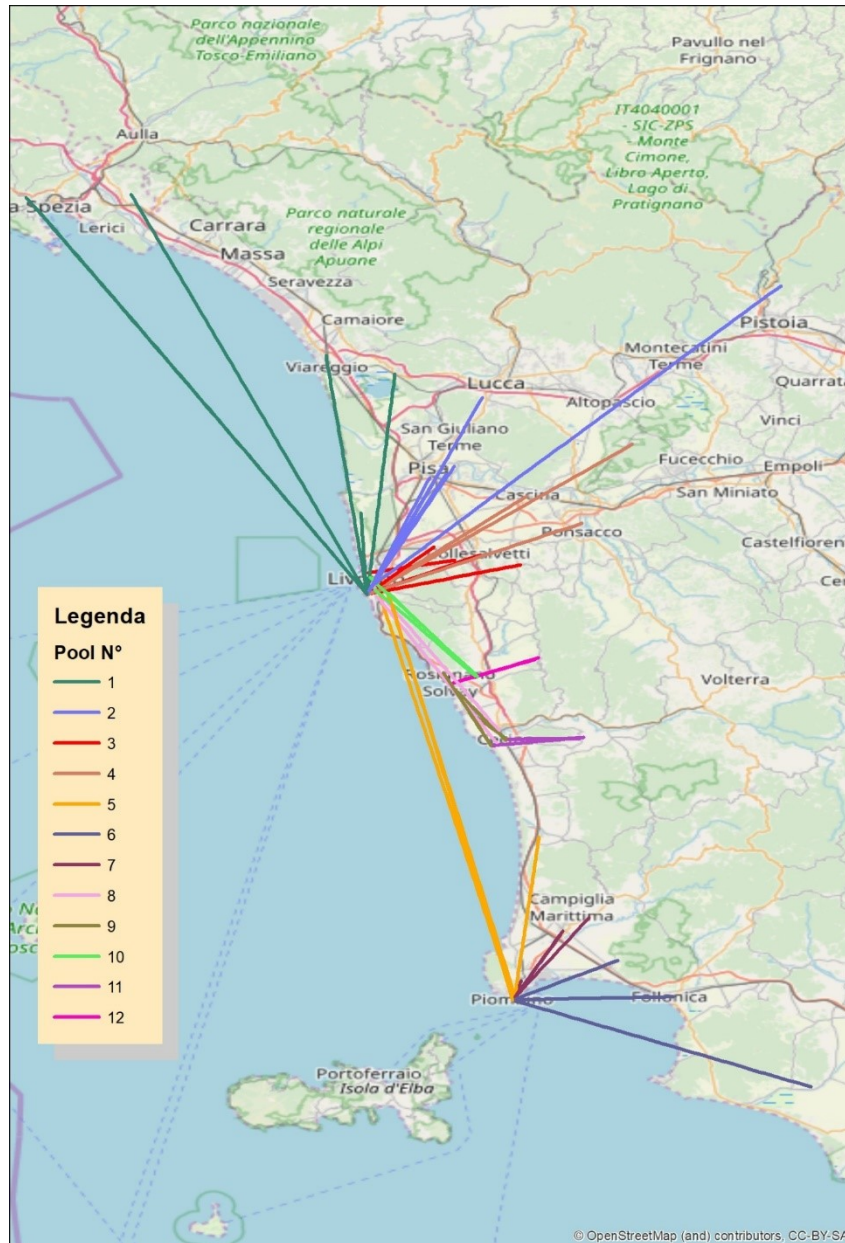 Parco nazionale
dell'Appennino
Tosco-Emiliano
Pavullo nel
Frignano
IT4040001
- SIC-ZPS
- Monte
Cimone,
Libro Aperto,
Lago di
Pratignano
Aulla
a Spezia
Lerici
Carrara
Massa
Parco naturale
regionale
delle Alpi
Apuane
Seravezza
Camaiore
Viareggio
Pistoia
Montecatini
Terme
Lucca
Quarrata
Altopascio
Vinci
San Giuliano
Terme
Pisa
Fucecchio
Empoli
Cascina
San Miniato
Ponsacco
Castelfioren
Collesalvetti
Volterra
Solvay
Legenda
Pool N°
1
2
3
4
5
6
7
8
9
10
11
12
Campiglia
Marittima
Follonica
Portoferraio
Isola d'Elba
© OpenStreetMap (and) contributors, CC-BY-SA